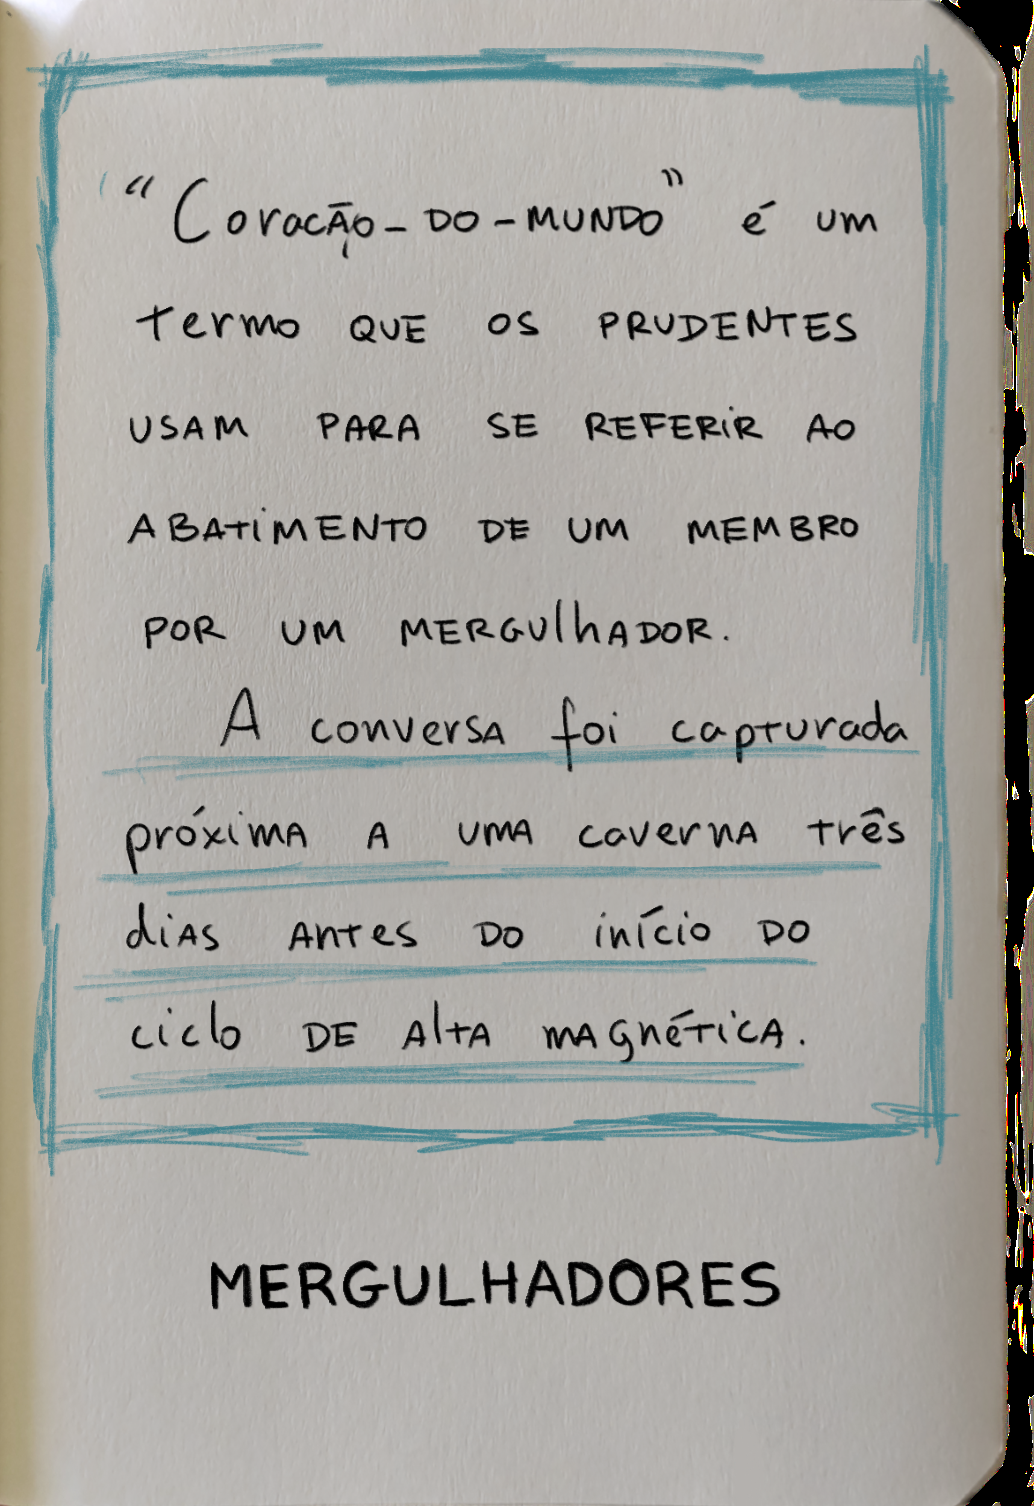 "Coração-DO-MUNDO" é um
termo QUE OS PRUDENTES
USAM PARA SE REFERIR AO
ABATIMENTO DE UM MEMBRO
POR UM MERGULHADOR.
A conversa foi capturada
próxima a uma caverna três
dias antes do início do
ciclo DE Alta magnética.
MERGULHADORES